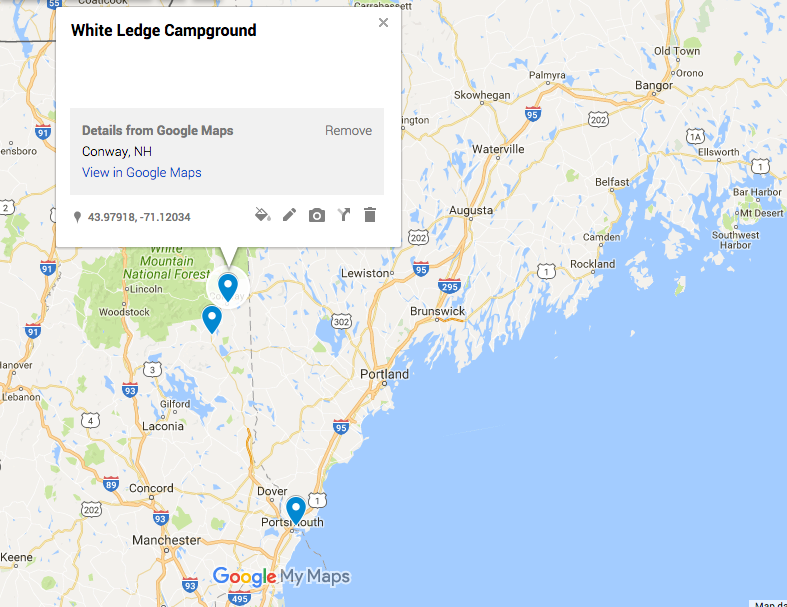 55
Coaticook
Carrabassett
White Ledge Campground
Details from Google Maps
Remove
Conway, NH
View in Google Maps
43.97918, -71.12034
Old Town
Orono
Palmyra
Bangor
Skowhegan
ington
95
202
91
ensboro
Waterville
1A
Ellsworth
1
Belfast
Bar Harbor
Mt Desert
2
Augusta
202
Camden
Southwest
Harbor
White
Mountain
National Forest
91
Lewiston
95
Rockland
1
295
Lincoln
Woodstock
Brunswick
302
91
3
Hanover
Portland
93
Lebanon
Gilford
4
Laconia
95
89
Concord
Dover
1
202
93
Portsmouth
Manchester
Keene
Google My Maps
93
495
Map da